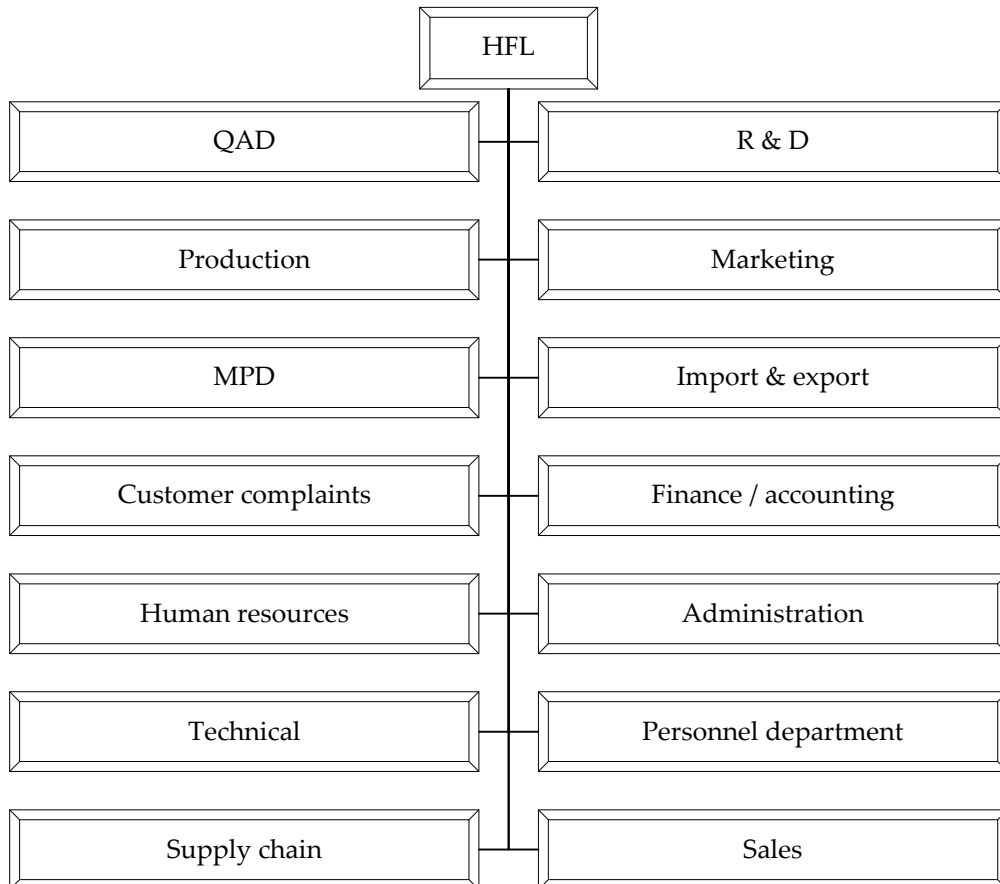 HFL
QAD
R & D
Production
Marketing
MPD
Import & export
Customer complaints
Finance / accounting
Human resources
Administration
Technical
Personnel department
Supply chain
Sales